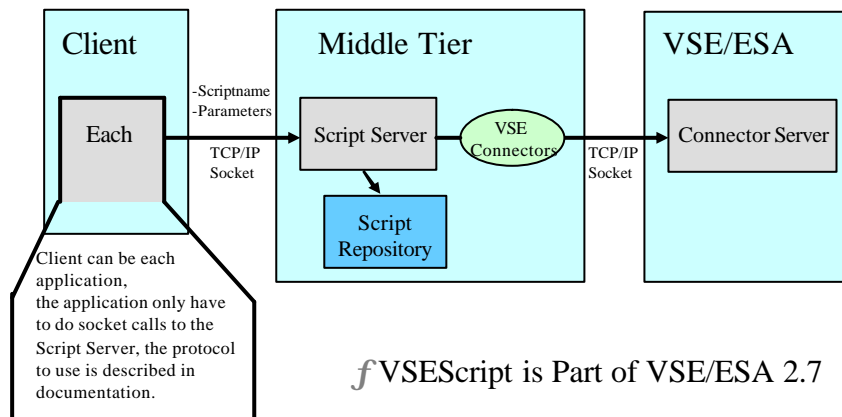 Client
Middle Tier
VSE/ESA
-Scriptname
-Parameters
Each
Script Server
VSE
Connectors
Connector Server
TCP/IP
Socket
TCP/IP
Socket
Script
Repository
Client can be each
application,
the application only have
to do socket calls to the
Script Server, the protocol
to use is described in
documentation.
ƒ VSEScript is Part of VSE/ESA 2.7